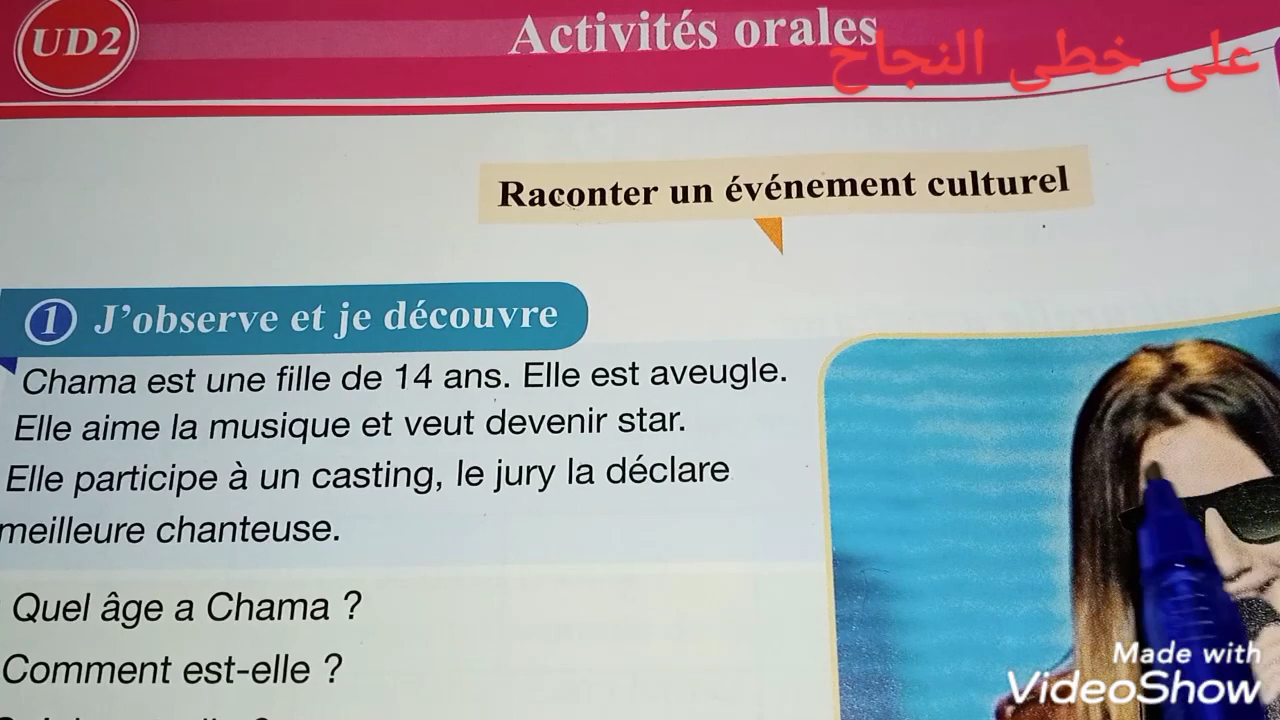 UD2
Activités orales
على خطى النجاح
Raconter un événement culturel
1 J'observe et je découvre
Chama est une fille de 14 ans. Elle est aveugle.
Elle aime la musique et veut devenir star.
Elle participe à un casting, le jury la déclare
meilleure chanteuse.
Quel âge a Chama ?
Comment est-elle ?
Made with
VideoShow